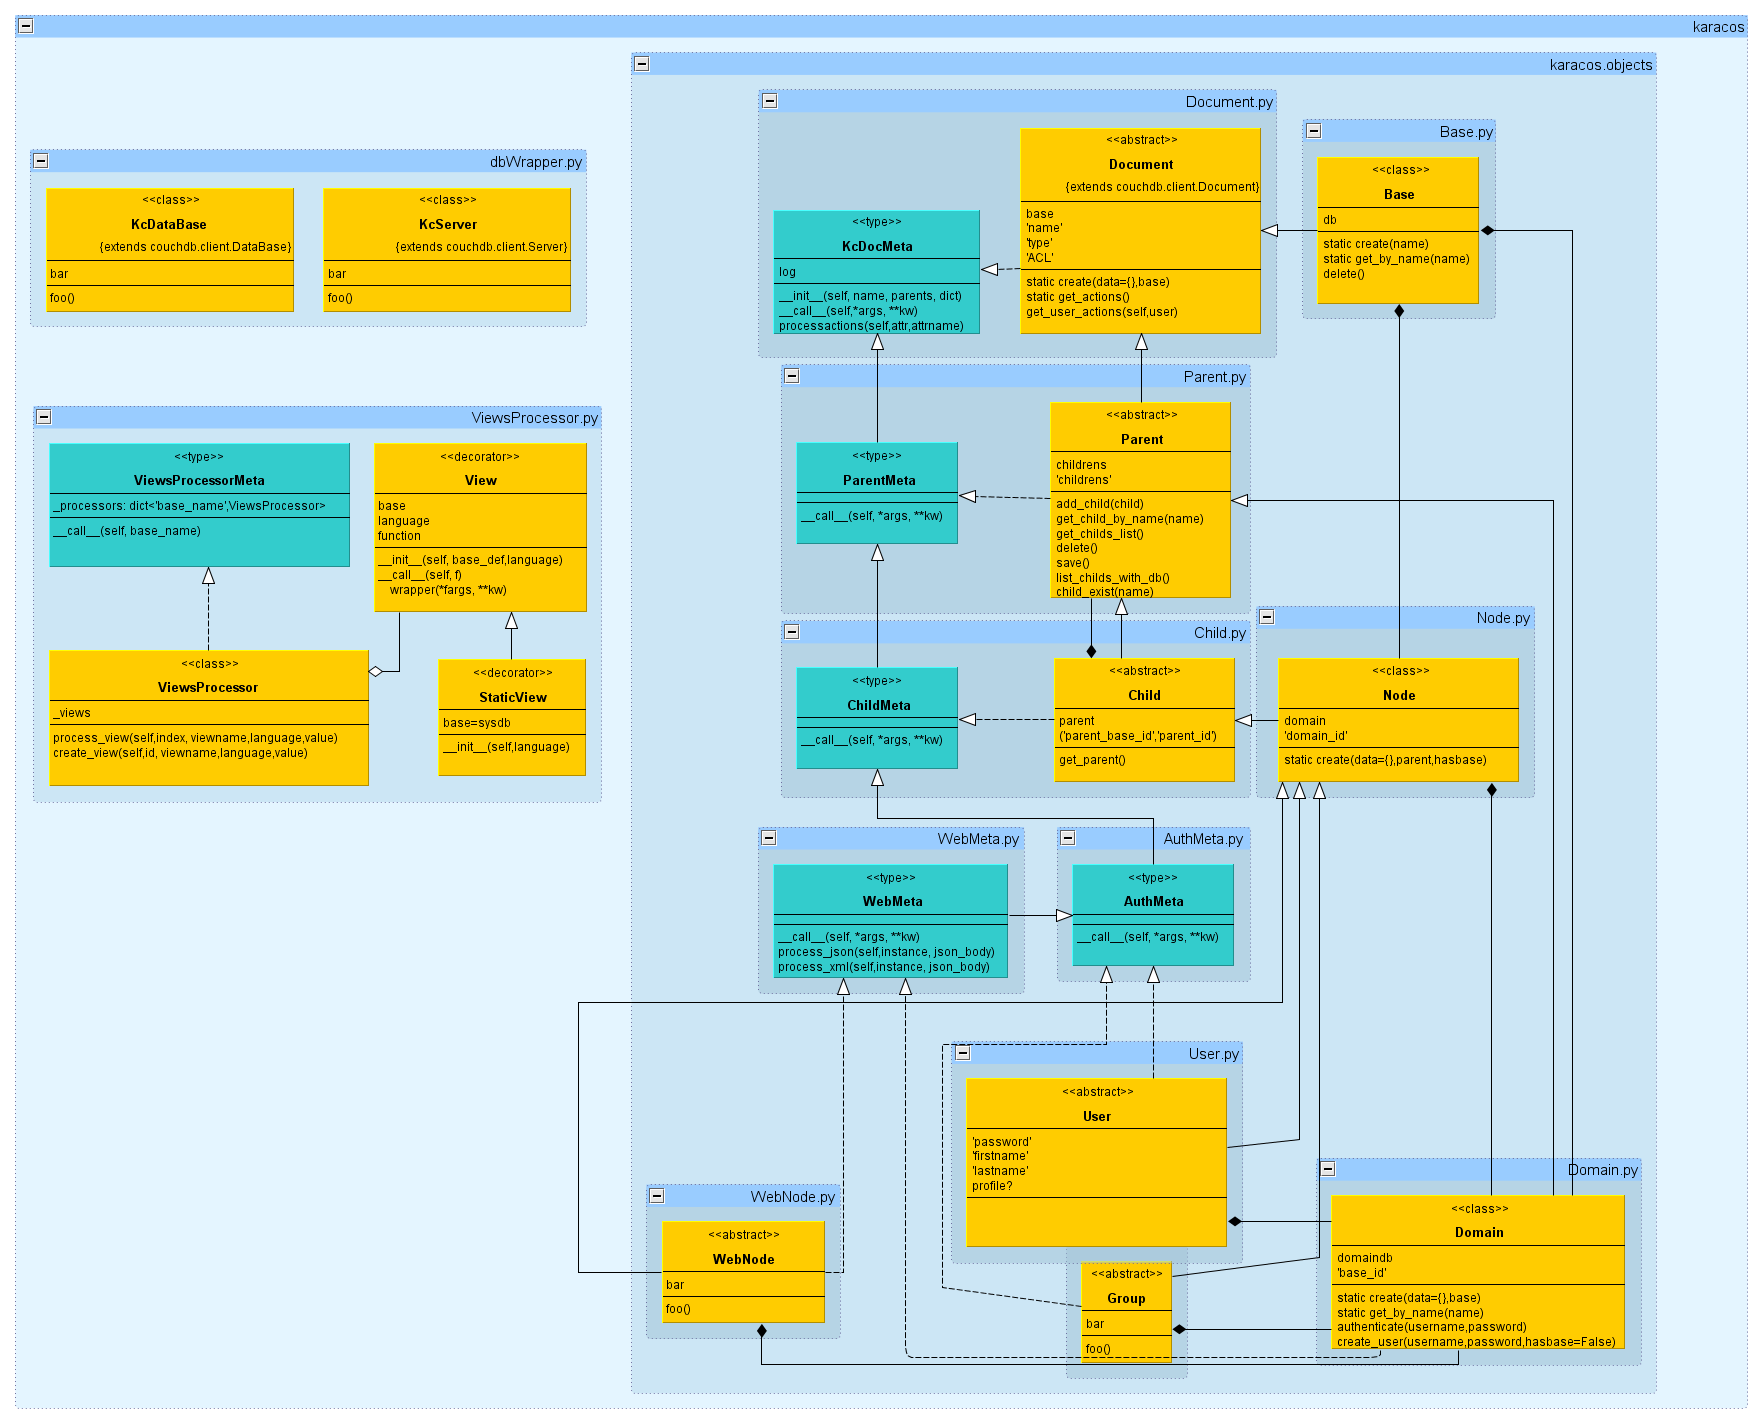 karacos
karacos.objects
dbWrapper.py
<<class>>
KcDataBase
{extends couchdb.client.DataBase}
bar
foo()
<<class>>
KcServer
{extends couchdb.client.Server}
bar
foo()
ViewsProcessor.py
<<type>>
ViewsProcessorMeta
_processors: dict<'base_name',ViewsProcessor>
__call__(self, base_name)
<<decorator>>
View
base
language
function
__init__(self, base_def,language)
__call__(self, f)
wrapper(*fargs, **kw)
<<class>>
ViewsProcessor
_views
process_view(self,index, viewname,language,value)
create_view(self,id, viewname,language,value)
<<decorator>>
StaticView
base=sysdb
__init__(self,language)
Document.py
<<type>>
KcDocMeta
log
__init__(self, name, parents, dict)
__call__(self,*args, **kw)
processactions(self,attr,attrname)
<<abstract>>
Document
{extends couchdb.client.Document}
base
'name'
'type'
'ACL'
static create(data={},base)
static get_actions()
get_user_actions(self,user)
Base.py
<<class>>
Base
db
static create(name)
static get_by_name(name)
delete()
Parent.py
<<type>>
ParentMeta
__call__(self, *args, **kw)
<<abstract>>
Parent
childrens
'childrens'
add_child(child)
get_child_by_name(name)
get_childs_list()
delete()
save()
list_childs_with_db()
child_exist(name)
Child.py
<<type>>
ChildMeta
__call__(self, *args, **kw)
<<abstract>>
Child
parent
('parent_base_id','parent_id')
get_parent()
Node.py
<<class>>
Node
domain
'domain_id'
static create(data={},parent,hasbase)
WebMeta.py
<<type>>
WebMeta
__call__(self, *args, **kw)
process_json(self,instance, json_body)
process_xml(self,instance, json_body)
AuthMeta.py
<<type>>
AuthMeta
__call__(self, *args, **kw)
User.py
<<abstract>>
User
'password'
'firstname'
'lastname'
profile?
WebNode.py
<<abstract>>
WebNode
bar
foo()
<<abstract>>
Group
bar
foo()
Domain.py
<<class>>
Domain
domaindb
'base_id'
static create(data={},base)
static get_by_name(name)
authenticate(username,password)
create_user(username,password,hasbase=False)